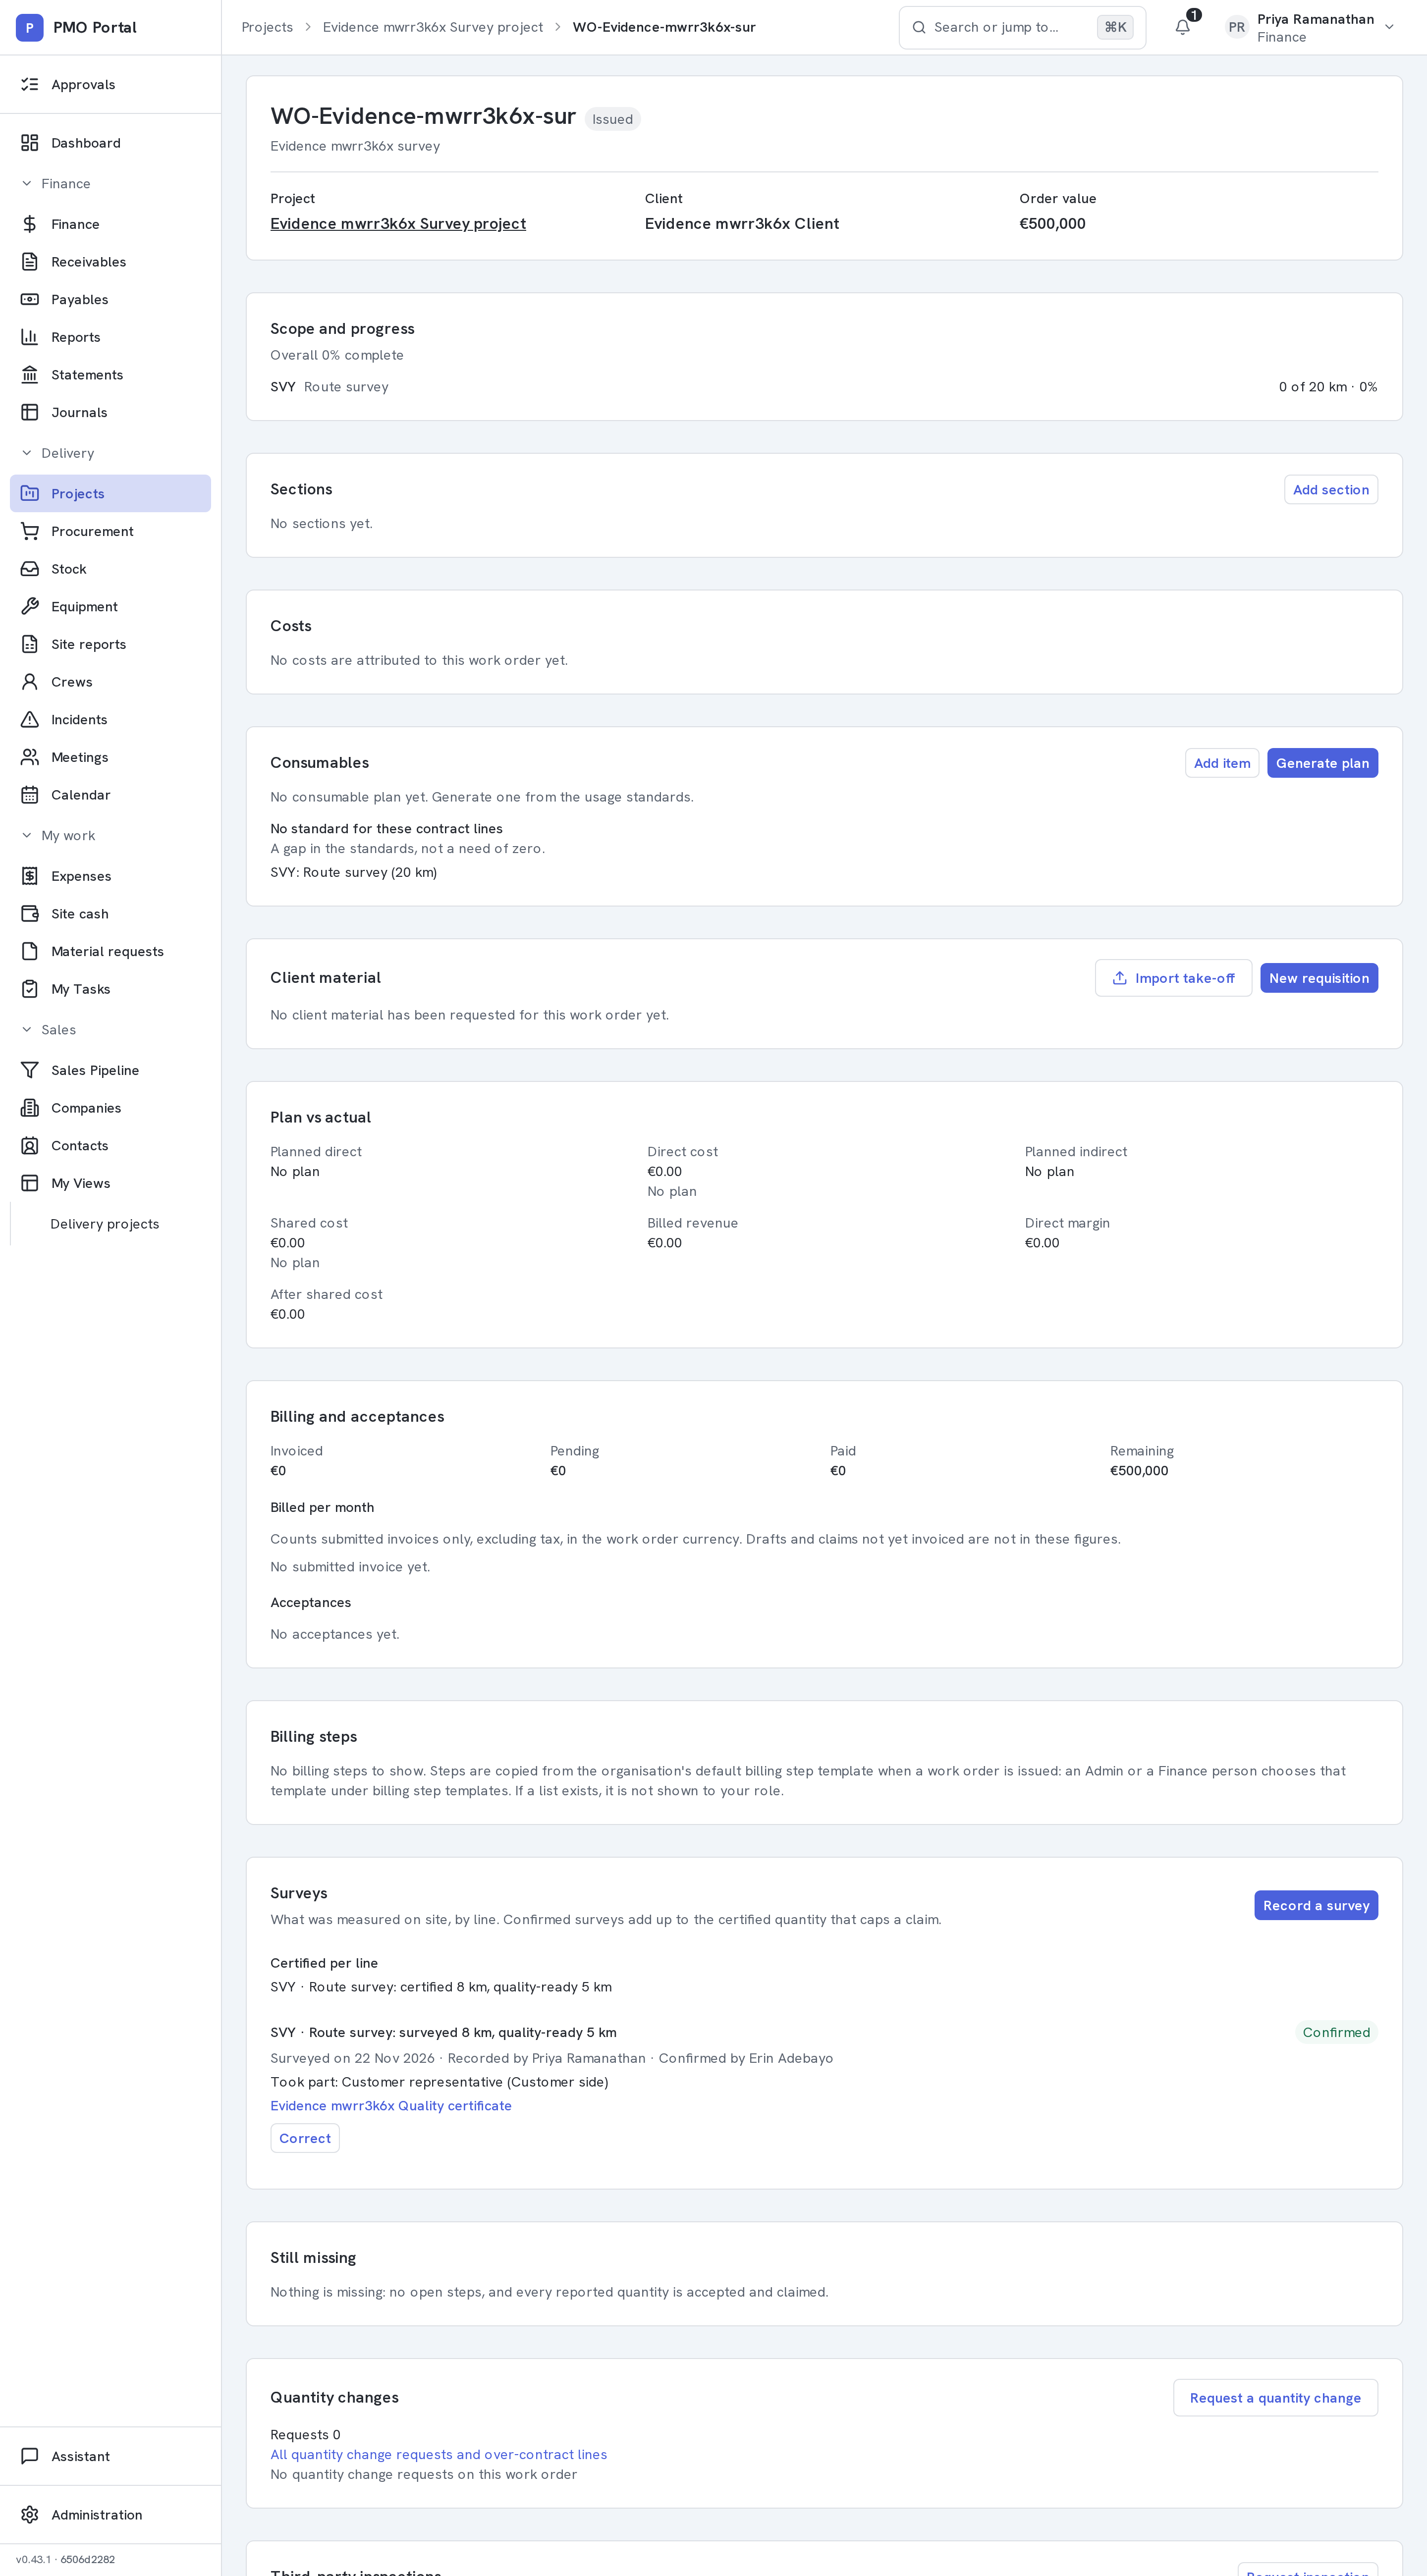 P PMO Portal
Projects > Evidence mwrr3k6x Survey project > WO-Evidence-mwrr3k6x-sur
Search or jump to... ⌘K
1
PR Priya Ramanathan
Finance
Approvals
Dashboard
Finance
Finance
Receivables
Payables
Reports
Statements
Journals
Delivery
Projects
Procurement
Stock
Equipment
Site reports
Crews
Incidents
Meetings
Calendar
My work
Expenses
Site cash
Material requests
My Tasks
Sales
Sales Pipeline
Companies
Contacts
My Views
Delivery projects
Assistant
Administration
v0.43.1 · 6506d2282
WO-Evidence-mwrr3k6x-sur Issued
Evidence mwrr3k6x survey
Project Client Order value
Evidence mwrr3k6x Survey project Evidence mwrr3k6x Client €500,000
Scope and progress
Overall 0% complete
SVY Route survey 0 of 20 km · 0%
Sections Add section
No sections yet.
Costs
No costs are attributed to this work order yet.
Consumables Add item Generate plan
No consumable plan yet. Generate one from the usage standards.
No standard for these contract lines
A gap in the standards, not a need of zero.
SVY: Route survey (20 km)
Client material Import take-off New requisition
No client material has been requested for this work order yet.
Plan vs actual
Planned direct Direct cost Planned indirect
No plan €0.00 No plan
No plan
Shared cost Billed revenue Direct margin
€0.00 €0.00 €0.00
No plan
After shared cost
€0.00
Billing and acceptances
Invoiced Pending Paid Remaining
€0 €0 €0 €500,000
Billed per month
Counts submitted invoices only, excluding tax, in the work order currency. Drafts and claims not yet invoiced are not in these figures.
No submitted invoice yet.
Acceptances
No acceptances yet.
Billing steps
No billing steps to show. Steps are copied from the organisation's default billing step template when a work order is issued: an Admin or a Finance person chooses that
template under billing step templates. If a list exists, it is not shown to your role.
Surveys
What was measured on site, by line. Confirmed surveys add up to the certified quantity that caps a claim.
Record a survey
Certified per line
SVY · Route survey: certified 8 km, quality-ready 5 km
SVY · Route survey: surveyed 8 km, quality-ready 5 km Confirmed
Surveyed on 22 Nov 2026 · Recorded by Priya Ramanathan · Confirmed by Erin Adebayo
Took part: Customer representative (Customer side)
Evidence mwrr3k6x Quality certificate
Correct
Still missing
Nothing is missing: no open steps, and every reported quantity is accepted and claimed.
Quantity changes Request a quantity change
Requests 0
All quantity change requests and over-contract lines
No quantity change requests on this work order
Third-party inspections Request inspection